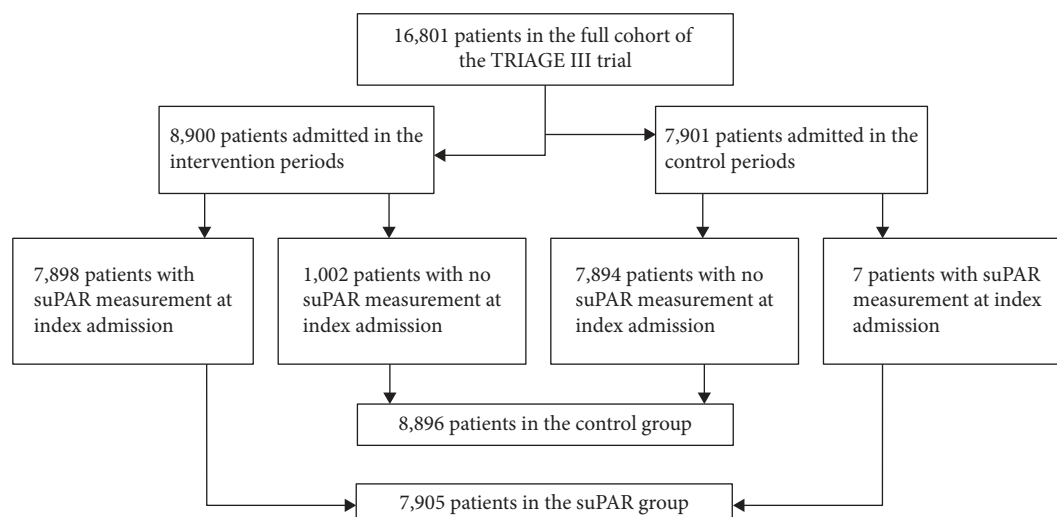 16,801 patients in the full cohort of
the TRIAGE III trial
8,900 patients admitted in the
intervention periods
7,901 patients admitted in the
control periods
7,898 patients with
suPAR measurement at
index admission
1,002 patients with no
suPAR measurement at
index admission
7,894 patients with no
suPAR measurement at
index admission
7 patients with suPAR
measurement at index
admission
8,896 patients in the control group
7,905 patients in the suPAR group